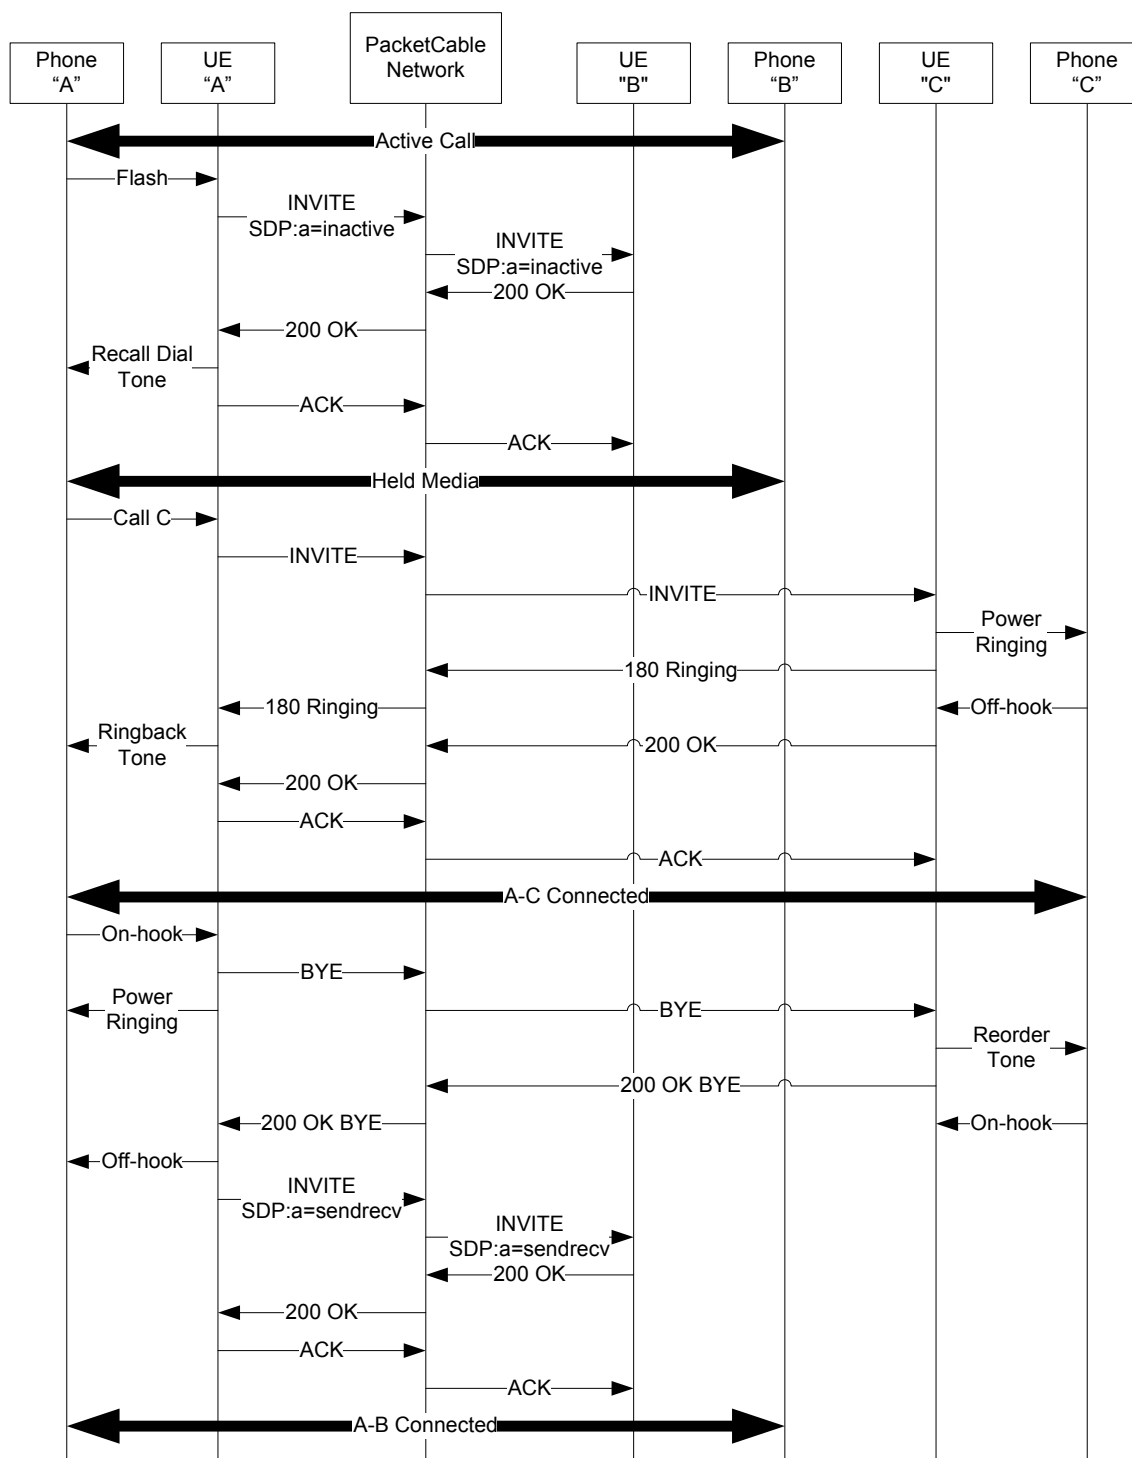 Phone
“A”
UE
“A”
PacketCable
Network
UE
"B"
Phone
“B”
UE
"C"
Phone
“C”
Active Call
Flash
INVITE
SDP:a=inactive
INVITE
SDP:a=inactive
200 OK
200 OK
Recall Dial
Tone
ACK
ACK
Held Media
Call C
INVITE
INVITE
Power
Ringing
180 Ringing
180 Ringing
Off-hook
Ringback
Tone
200 OK
200 OK
ACK
ACK
A-C Connected
On-hook
BYE
Power
Ringing
BYE
Reorder
Tone
200 OK BYE
200 OK BYE
On-hook
Off-hook
INVITE
SDP:a=sendrecv
INVITE
SDP:a=sendrecv
200 OK
200 OK
ACK
ACK
A-B Connected